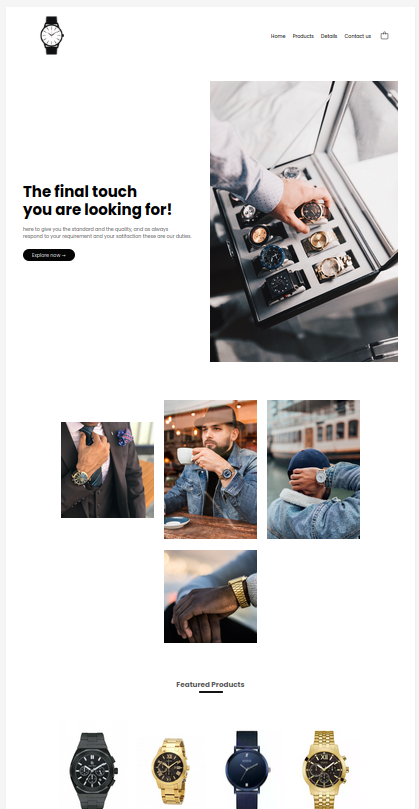 Home Products Details Contact us
The final touch
you are looking for!
here to give you the standard and the quality, and as always
respond to your requirement and your satifaction these are our duties.
Explore now →
Featured Products